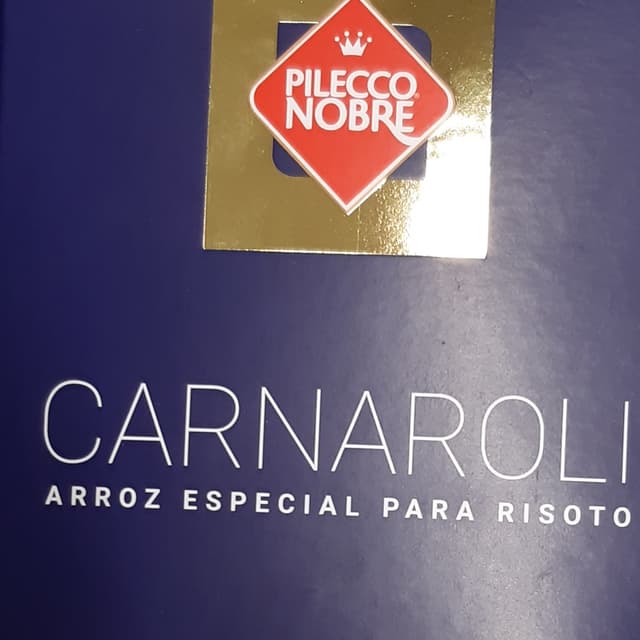 PILECCO
NOBRE
CARNAROLI
ARROZ ESPECIAL PARA RISOTO